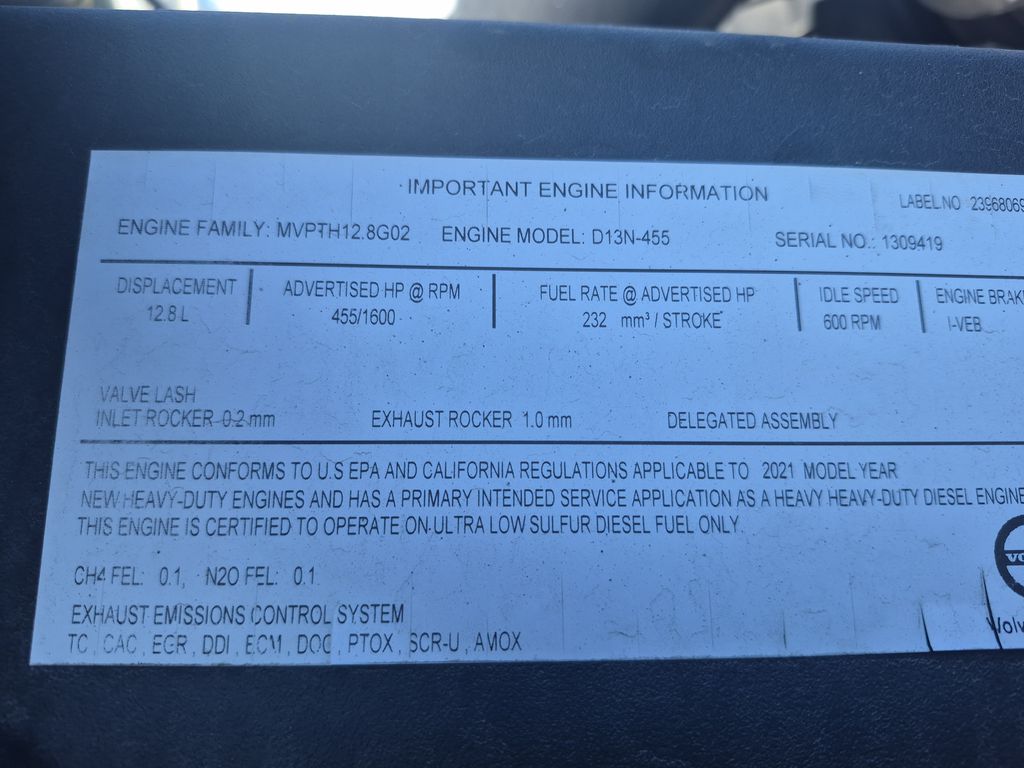 IMPORTANT ENGINE INFORMATION
LABEL NO 23968069
ENGINE FAMILY: MVPTH12.8G02 ENGINE MODEL: D13N-455 SERIAL NO.: 1309419
DISPLACEMENT ADVERTISED HP @ RPM FUEL RATE @ ADVERTISED HP IDLE SPEED ENGINE
12.8 L 455/1600 232 mm³ / STROKE 600 RPM I-VEB
VALVE LASH
INLET ROCKER 0.2 mm EXHAUST ROCKER 1.0 mm DELEGATED ASSEMBLY
THIS ENGINE CONFORMS TO U.S EPA AND CALIFORNIA REGULATIONS APPLICABLE TO 2021 MODEL YEAR
NEW HEAVY-DUTY ENGINES AND HAS A PRIMARY INTENDED SERVICE APPLICATION AS A HEAVY HEAVY-DUTY DIESEL ENGINE
THIS ENGINE IS CERTIFIED TO OPERATE ON ULTRA LOW SULFUR DIESEL FUEL ONLY.
CH4 FEL: 0.1, N2O FEL: 0.1
EXHAUST EMISSIONS CONTROL SYSTEM
TC , CAC , EGR , DDI , ECM , DOC , PTOX , SCR-U , AMOX